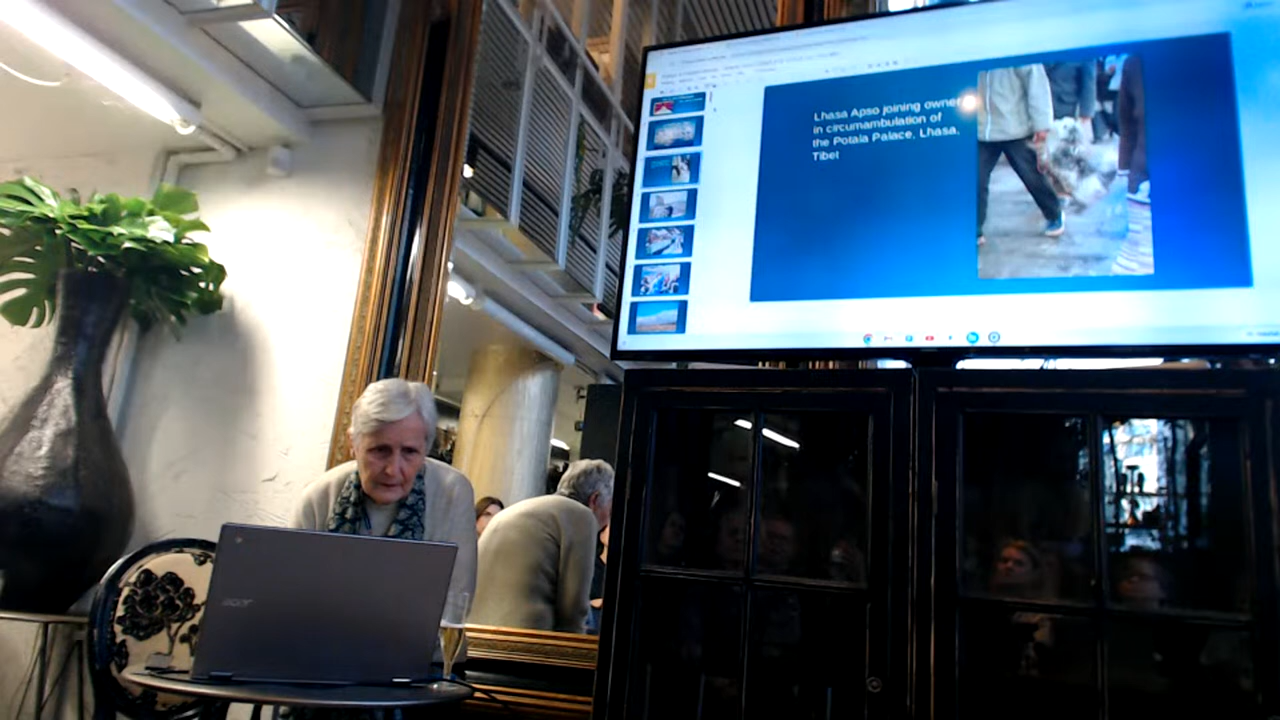 Lhasa Apso joining owner
in circumambulation of
the Potala Palace, Lhasa,
Tibet
acer